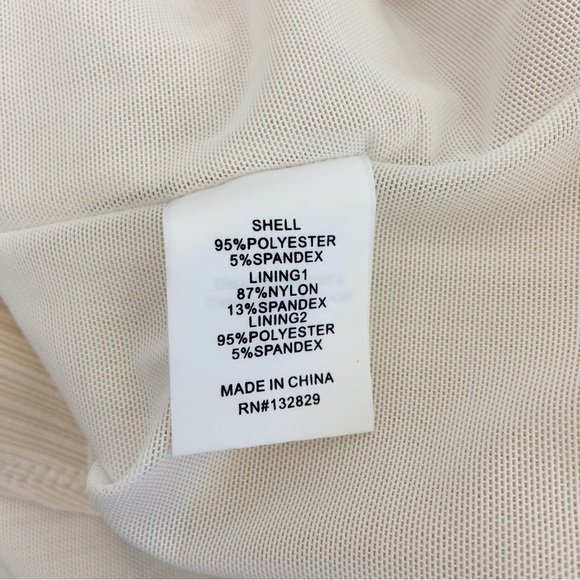 SHELL
95%POLYESTER
5%SPANDEX
LINING1
87%NYLON
13%SPANDEX
LINING2
95%POLYESTER
5%SPANDEX
MADE IN CHINA
RN#132829